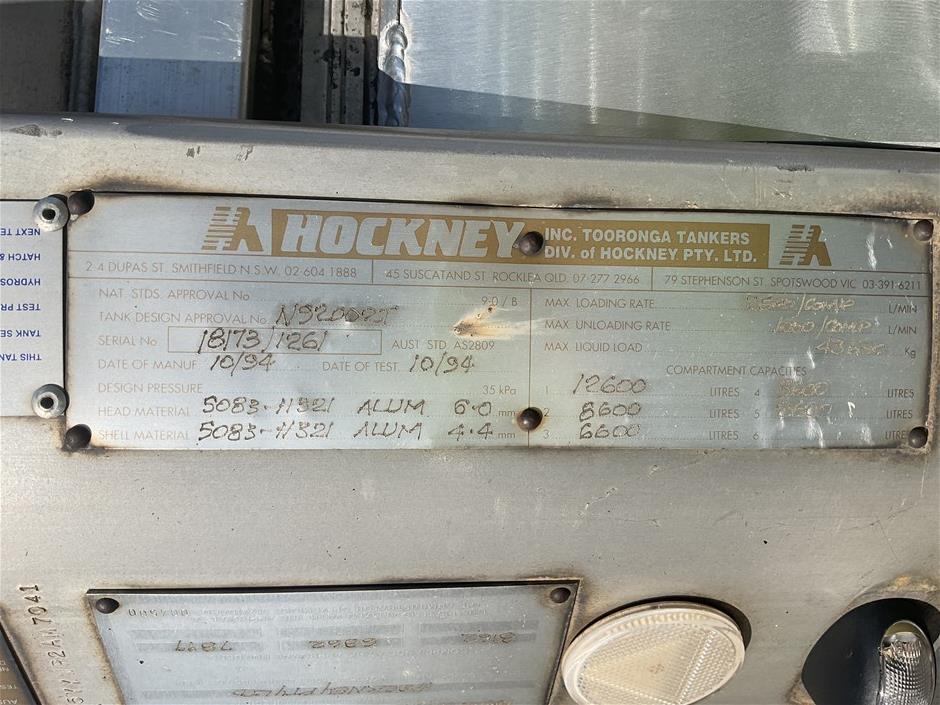 HOCKNEY INC. TOORONGA TANKERS
DIV. of HOCKNEY PTY. LTD.
2-4 DUPAS ST. SMITHFIELD N.S.W. 02-604 1888 45 SUSCATAND ST. ROCKLEA QLD. 07-277 2966 79 STEPHENSON ST. SPOTSWOOD VIC. 03-391-6211
NAT. STDS. APPROVAL No 9.0 / B MAX. LOADING RATE L/MIN
TANK DESIGN APPROVAL No MAX. UNLOADING RATE L/MIN
SERIAL No 18173/1261 AUST. STD. AS2809 MAX. LIQUID LOAD Kg
DATE OF MANUF 10/94 DATE OF TEST 10/94 COMPARTMENT CAPACITIES
DESIGN PRESSURE 35 kPa 1 12600 LITRES 4 LITRES
HEAD MATERIAL 5083-H321 ALUM 6.0 mm 2 8600 LITRES 5 LITRES
SHELL MATERIAL 5083-H321 ALUM 4.4 mm 3 6600 LITRES 6 LITRES
NEXT TE
HATCH &
HYDROS
TEST PR
TANK SE
THIS TAN
7877 6362 8162